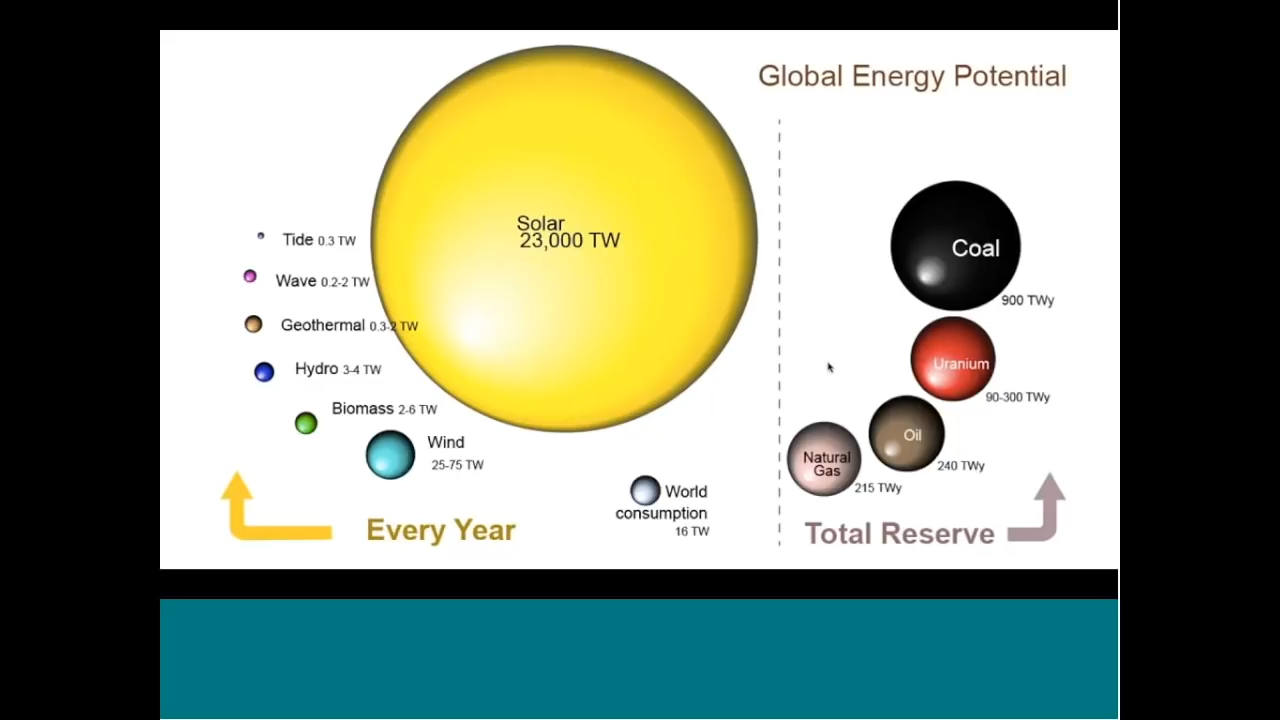 Global Energy Potential
Solar
23,000 TW
Tide 0.3 TW
Wave 0.2-2 TW
Geothermal 0.3-2 TW
Hydro 3-4 TW
Biomass 2-6 TW
Wind
25-75 TW
World
consumption
16 TW
Every Year
Coal
900 TWy
Uranium
90-300 TWy
Oil
240 TWy
Natural
Gas
215 TWy
Total Reserve